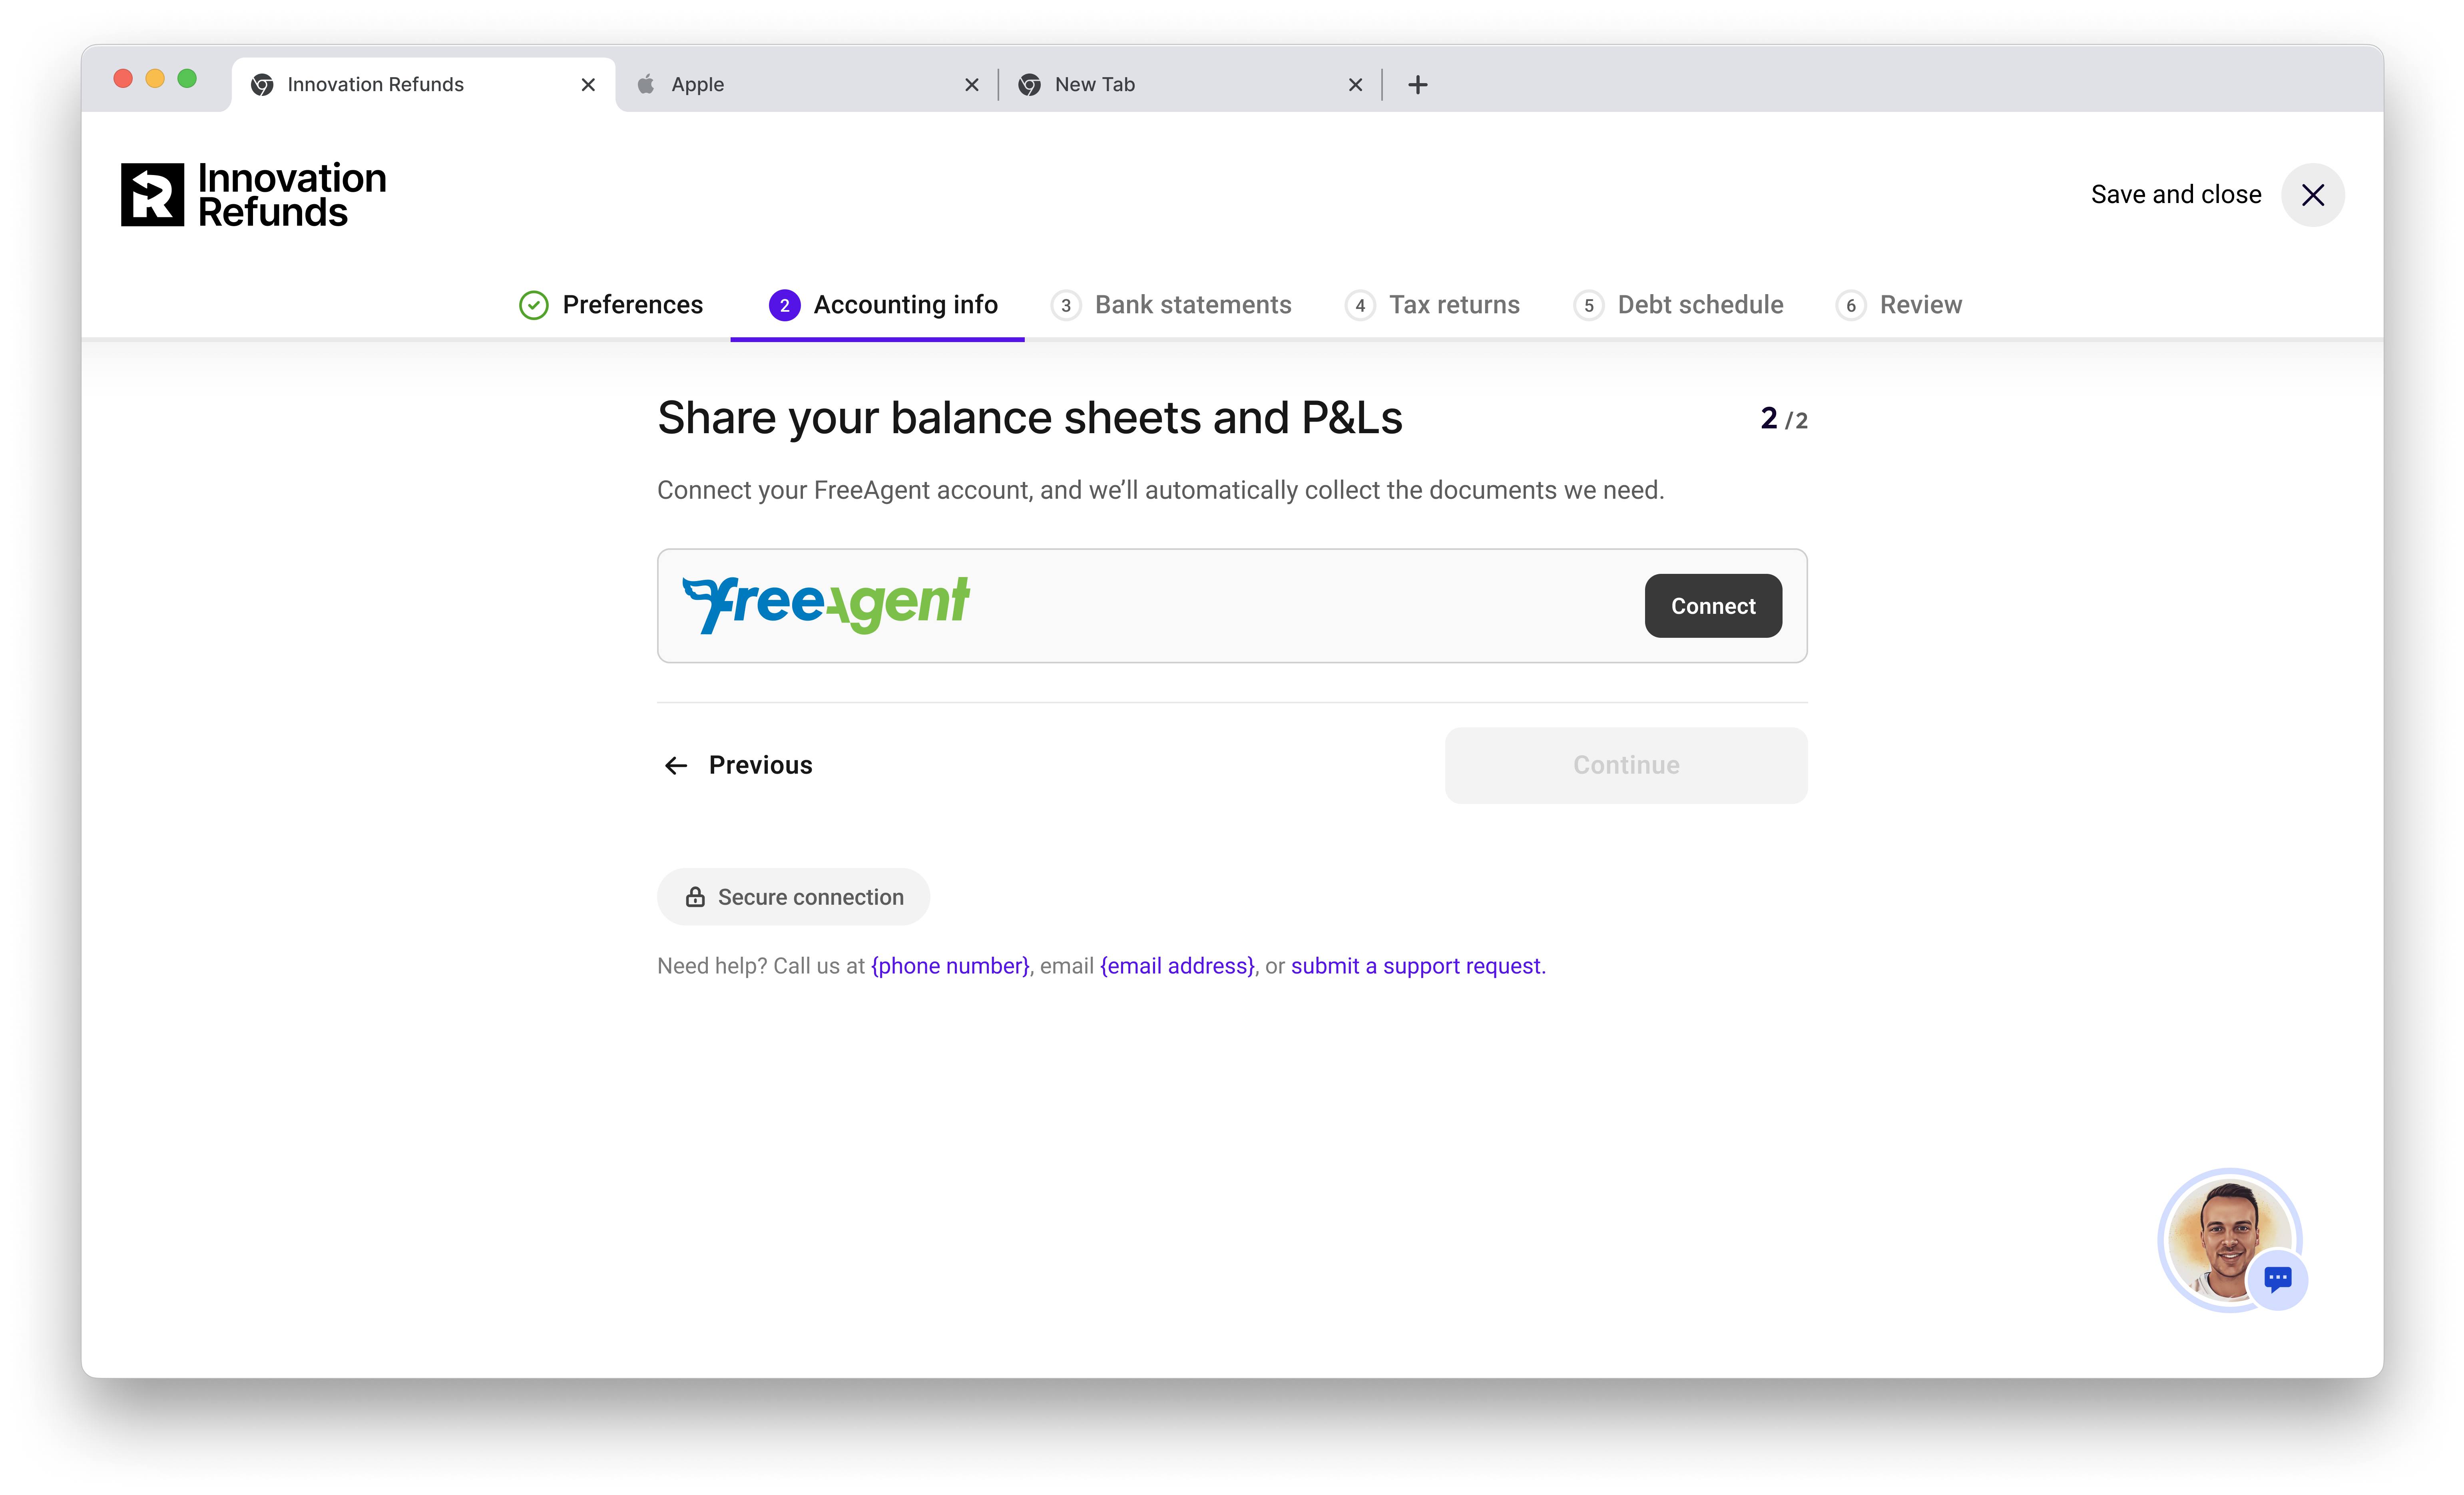 Innovation Refunds
Apple
New Tab
Innovation
Refunds
Save and close
Preferences
2 Accounting info
3 Bank statements
4 Tax returns
5 Debt schedule
6 Review
Share your balance sheets and P&Ls
2 /2
Connect your FreeAgent account, and we’ll automatically collect the documents we need.
freeAgent
Connect
Previous
Continue
Secure connection
Need help? Call us at {phone number}, email {email address}, or submit a support request.